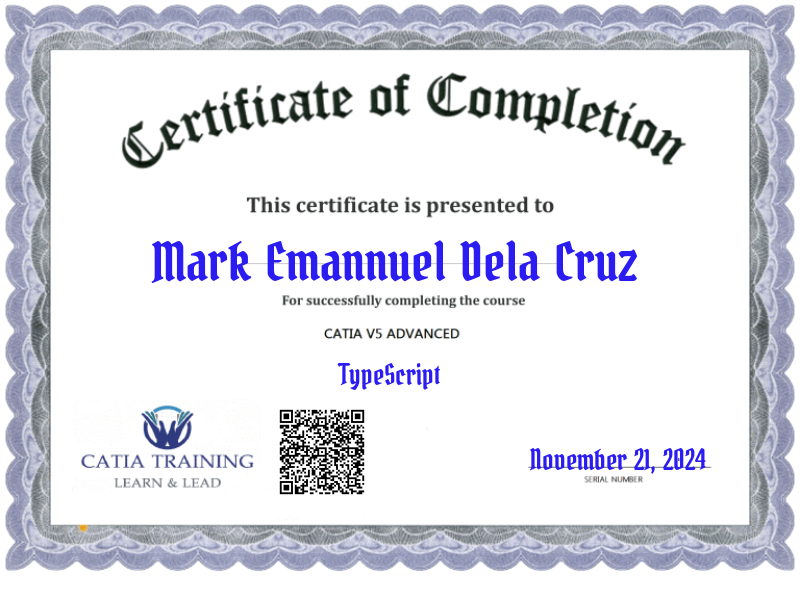 Certificate of Completion
This certificate is presented to
Mark Emannuel Dela Cruz
For successfully completing the course
CATIA V5 ADVANCED
TypeScript
CATIA TRAINING
LEARN & LEAD
November 21, 2024
SERIAL NUMBER